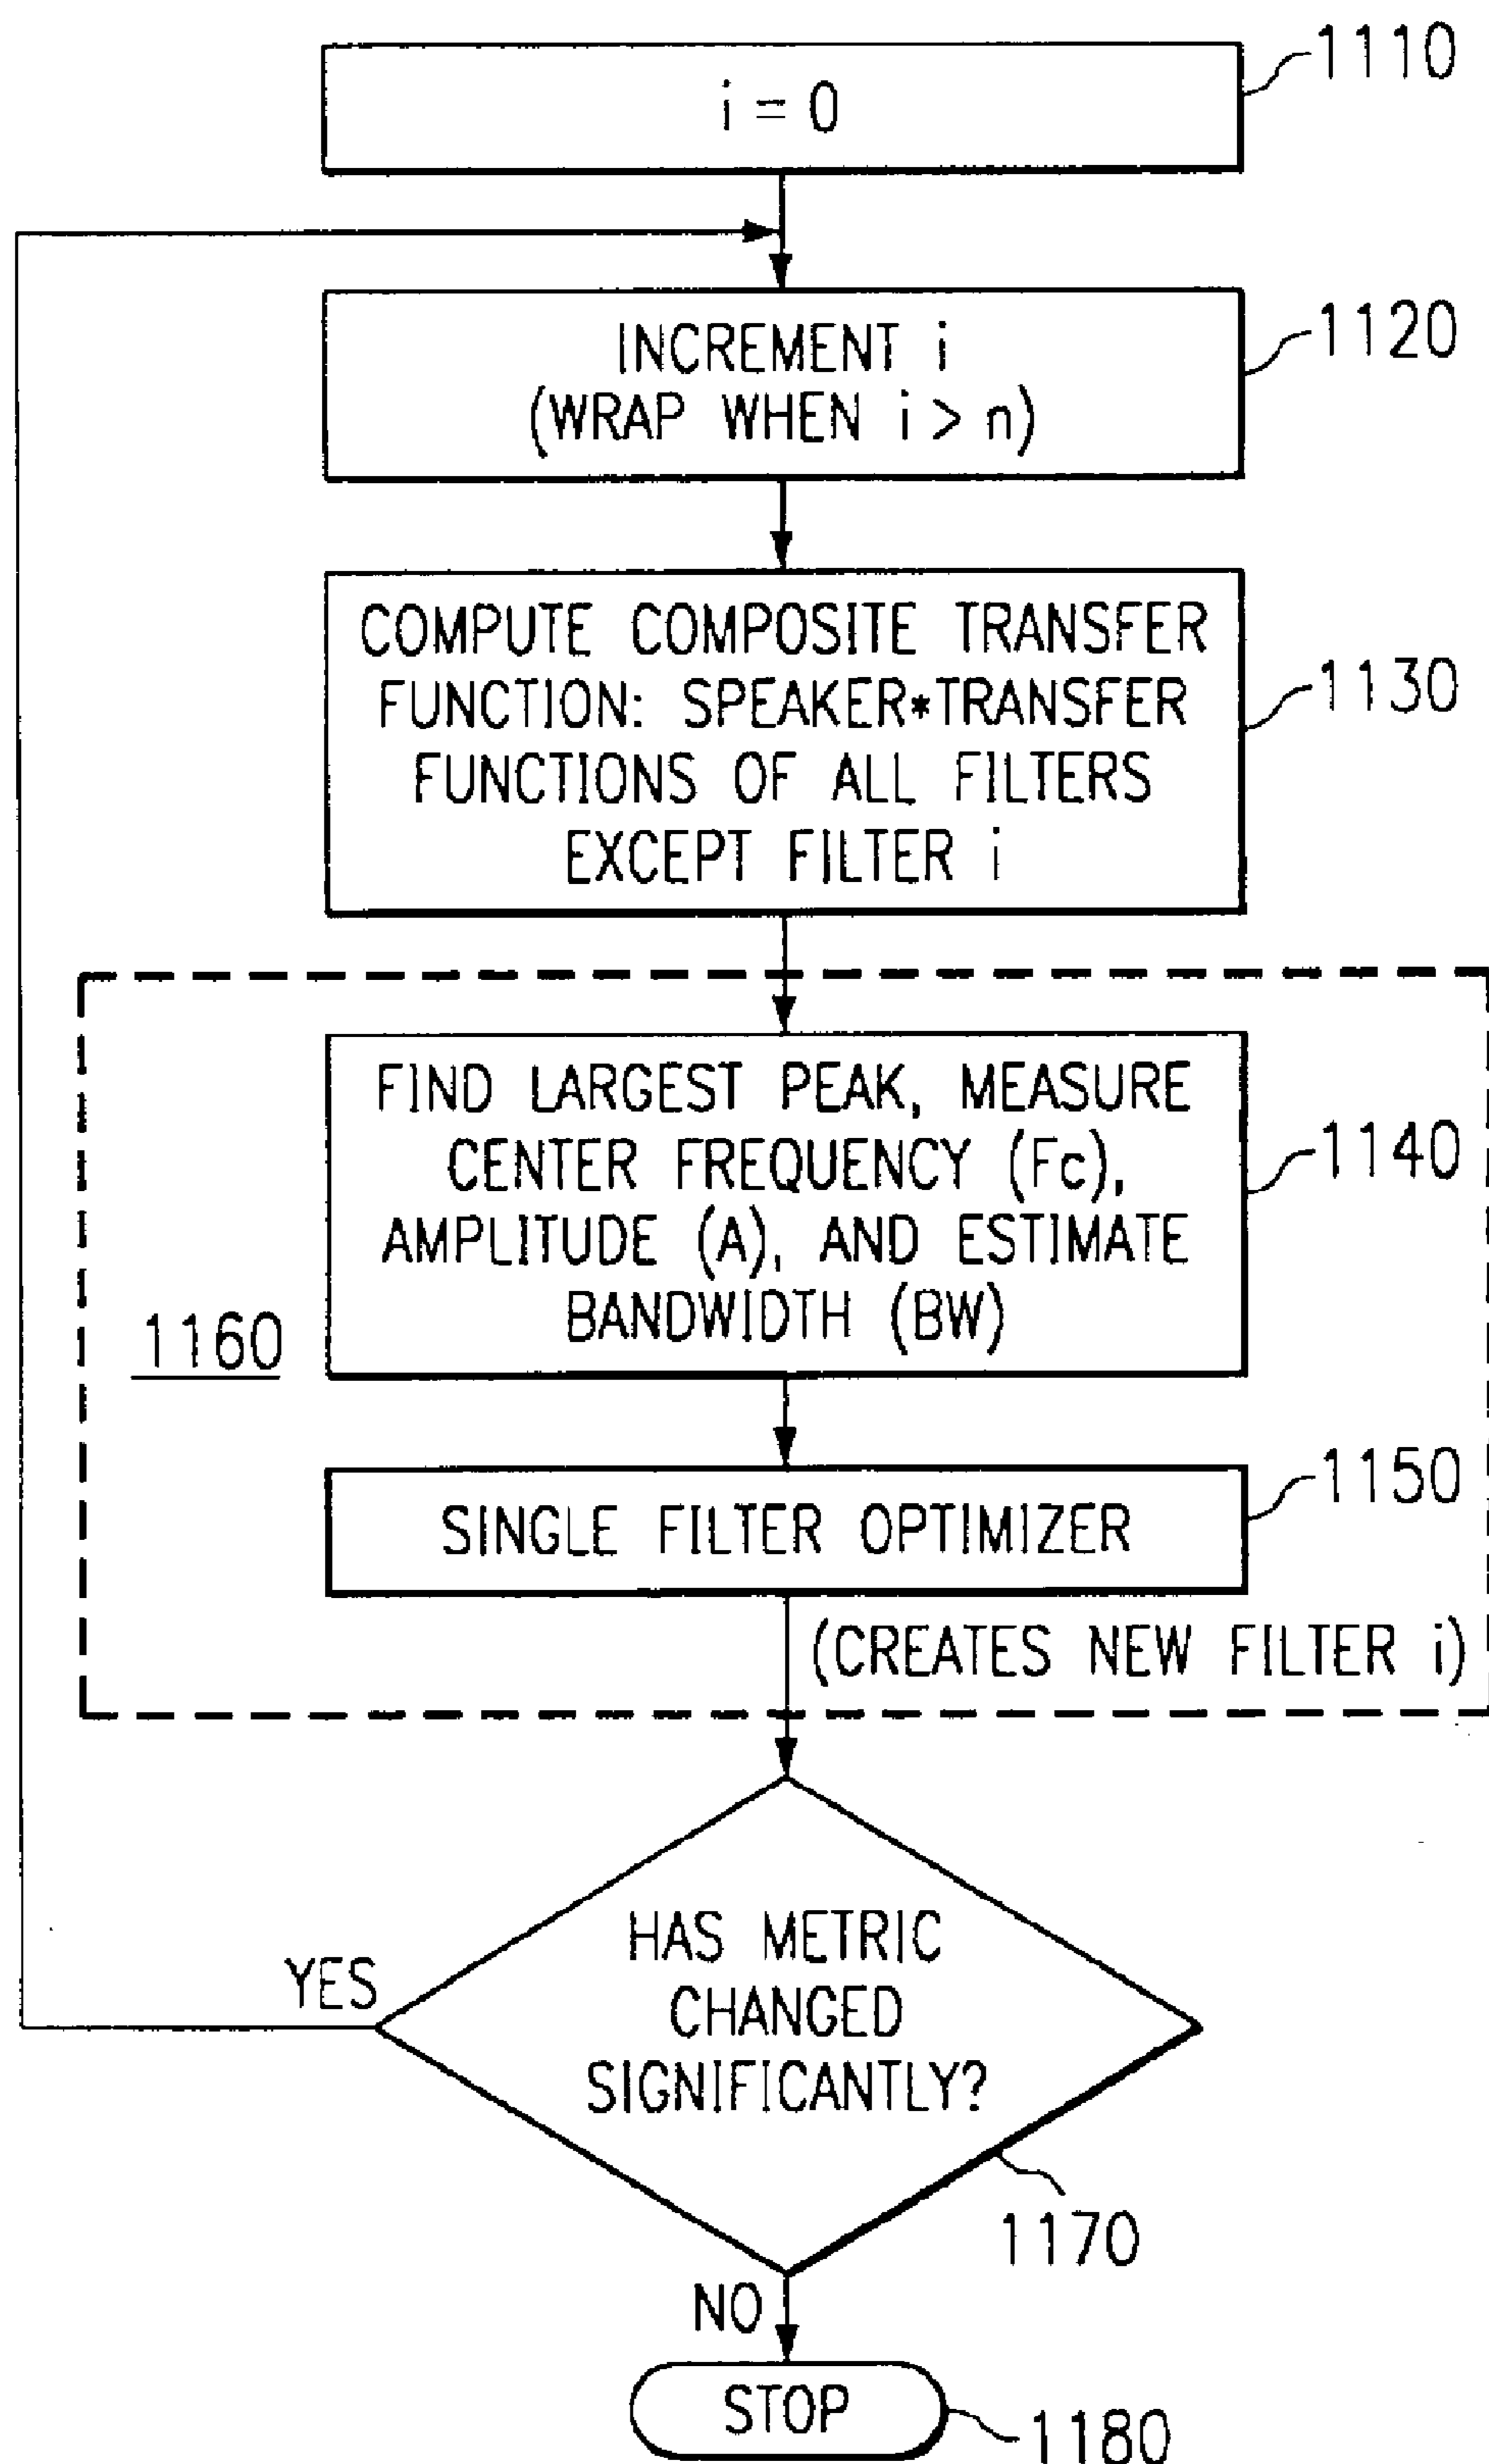 1110
i = 0
1120
INCREMENT i
(WRAP WHEN i > n)
1130
COMPUTE COMPOSITE TRANSFER
FUNCTION: SPEAKER*TRANSFER
FUNCTIONS OF ALL FILTERS
EXCEPT FILTER i
1140
FIND LARGEST PEAK, MEASURE
CENTER FREQUENCY (Fc),
AMPLITUDE (A), AND ESTIMATE
BANDWIDTH (BW)
1160
1150
SINGLE FILTER OPTIMIZER
(CREATES NEW FILTER i)
HAS METRIC
CHANGED
SIGNIFICANTLY?
YES
1170
NO
STOP
1180